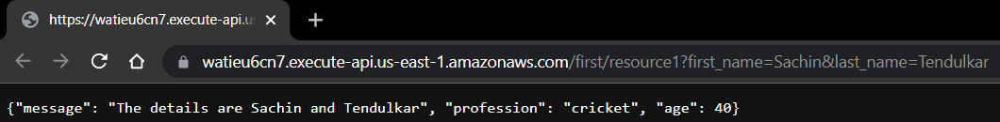 https://watieu6cn7.execute-api.us
watieu6cn7.execute-api.us-east-1.amazonaws.com/first/resource1?first_name=Sachin&last_name=Tendulkar
{"message": "The details are Sachin and Tendulkar", "profession": "cricket", "age": 40}